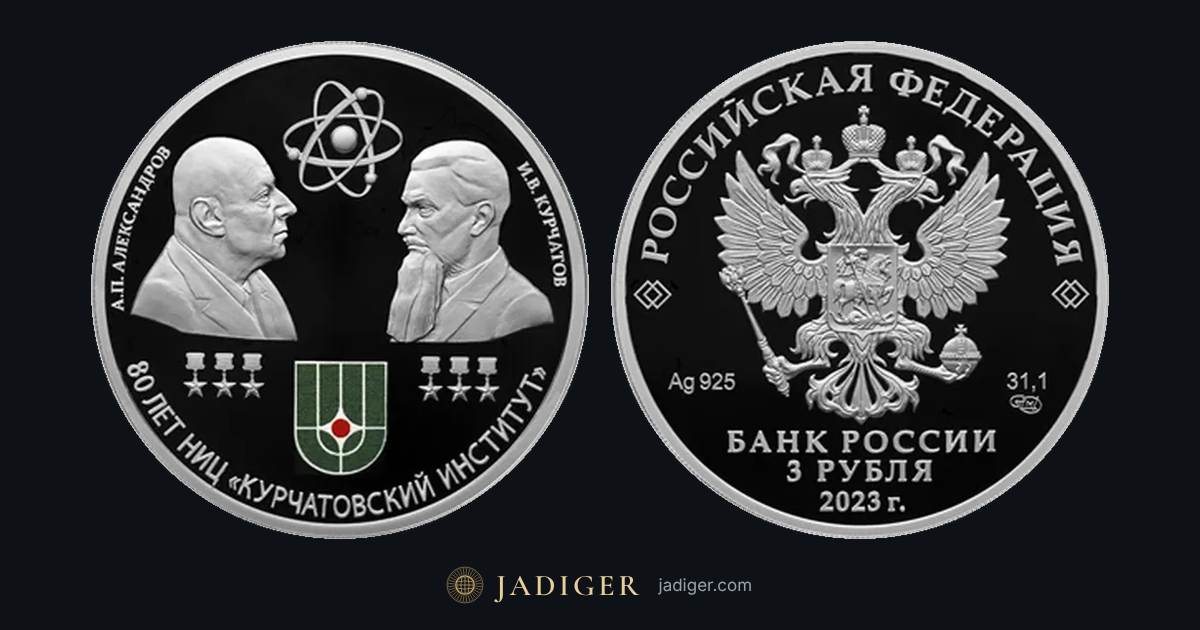 А.П. АЛЕКСАНДРОВ
И.В. КУРЧАТОВ
80 ЛЕТ НИЦ «КУРЧАТОВСКИЙ ИНСТИТУТ»
РОССИЙСКАЯ ФЕДЕРАЦИЯ
Ag 925
31,1
БАНК РОССИИ
3 РУБЛЯ
2023 г.
JADIGER jadiger.com